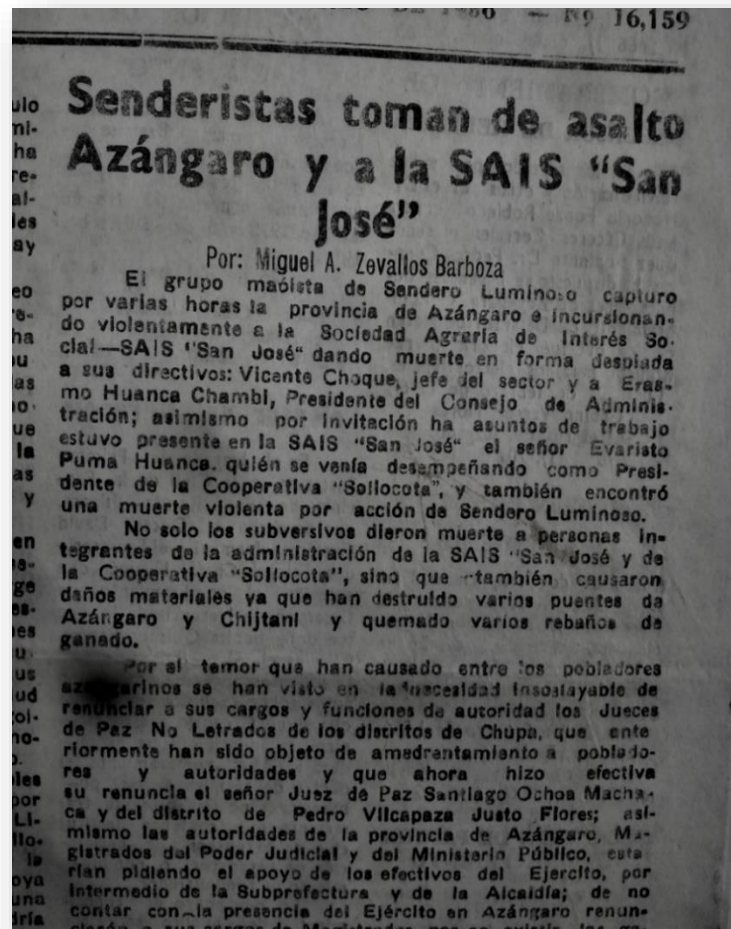 1986 — Nº 16,159
Senderistas toman de asalto
Azángaro y a la SAIS “San
José”
Por: Miguel A. Zevallos Barboza
El grupo maóista de Sendero Luminoso capturo
por varias horas la provincia de Azángaro e incursionan-
do violentamente a la Sociedad Agraria de Interés So-
cial—SAIS "San José" dando muerte en forma despiada
a sus directivos: Vicente Choque, jefe del sector y a Eras-
mo Huanca Chambi, Presidente del Consejo de Adminis-
tración; asimismo por invitación ha asuntos de trabajo
estuvo presente en la SAIS "San José" el señor Evaristo
Puma Huanca. quién se venía desempeñando como Presi-
dente de la Cooperativa "Sollocota", y también encontró
una muerte violenta por acción de Sendero Luminoso.
No solo los subversivos dieron muerte a personas in-
tegrantes de la administración de la SAIS "San José y de
la Cooperativa "Sollocota", sino que también causaron
daños materiales ya que han destruído varios puentes da
Azángaro y Chijtani y quemado varios rebaños de
ganado.
Por el temor que han causado entre los pobladores
se han visto en la necesidad insoslayable de
renunciar a sus cargos y funciones de autoridad los Jueces
de Paz No Letrados de los distritos de Chupa, que ante
riormente han sido objeto de amedrentamiento a poblado-
res y autoridades y que ahora hizo efectiva
su renuncia el señor Juez de Paz Santiago Ochoa Macha-
ca y del distrito de Pedro Vilcapaza Justo Flores; asi-
mismo las autoridades de la provincia de Azángaro, Ma-
gistrados del Poder Judicial y del Ministerio Público, esta
rían pidiendo el apoyo de los efectivos del Ejercito, por
intermedio de la Subprefectura y de la Alcaldía; de no
contar con la presencia del Ejército en Azángaro renun-